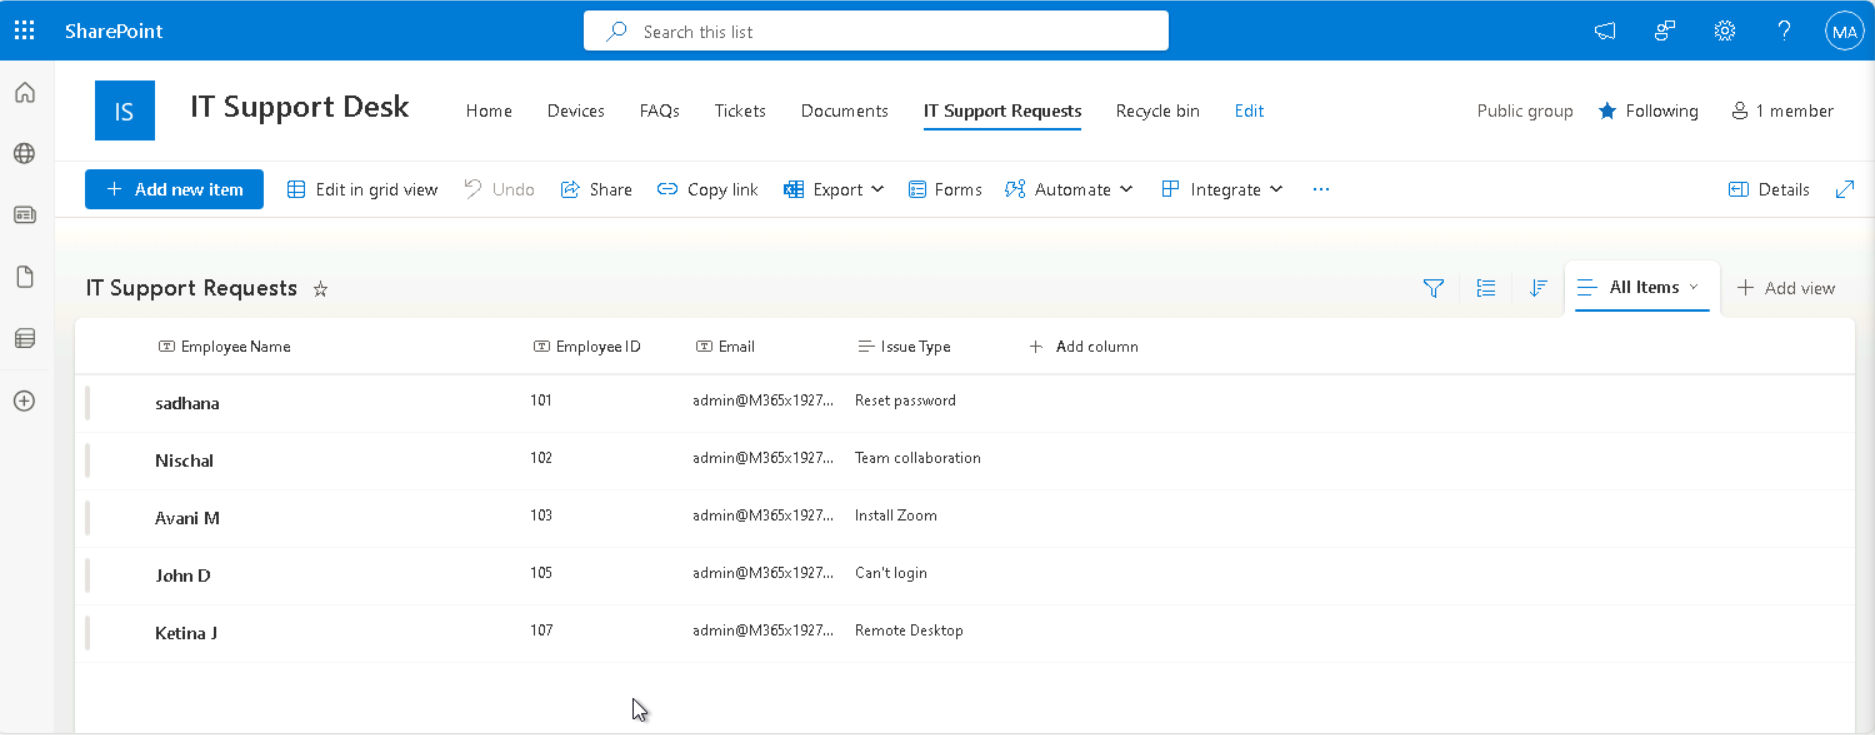 SharePoint
Search this list
MA
IS
IT Support Desk
Home Devices FAQs Tickets Documents IT Support Requests Recycle bin Edit
Public group Following 1 member
+ Add new item Edit in grid view Undo Share Copy link Export Forms Automate Integrate ... Details
IT Support Requests
All Items + Add view
Employee Name Employee ID Email Issue Type + Add column
sadhana 101 admin@M365x1927... Reset password
Nischal 102 admin@M365x1927... Team collaboration
Avani M 103 admin@M365x1927... Install Zoom
John D 105 admin@M365x1927... Can't login
Ketina J 107 admin@M365x1927... Remote Desktop